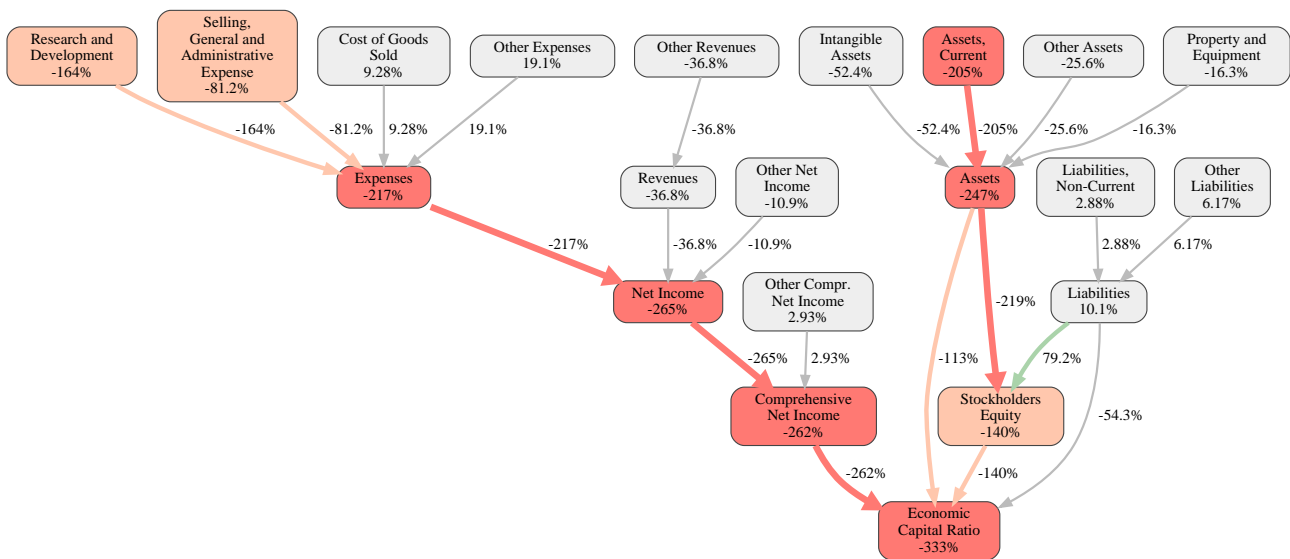 Research and
Development
-164%
Selling,
General and
Administrative
Expense
-81.2%
Cost of Goods
Sold
9.28%
Other Expenses
19.1%
Other Revenues
-36.8%
Intangible
Assets
-52.4%
Assets,
Current
-205%
Other Assets
-25.6%
Property and
Equipment
-16.3%
-164%
-81.2%
9.28%
19.1%
-36.8%
-52.4%
-205%
-25.6%
-16.3%
Expenses
-217%
Revenues
-36.8%
Other Net
Income
-10.9%
Assets
-247%
Liabilities,
Non-Current
2.88%
Other
Liabilities
6.17%
-217%
-36.8%
-10.9%
2.88%
6.17%
Net Income
-265%
Other Compr.
Net Income
2.93%
-219%
Liabilities
10.1%
-265%
2.93%
-113%
79.2%
Comprehensive
Net Income
-262%
Stockholders
Equity
-140%
-54.3%
-262%
-140%
Economic
Capital Ratio
-333%